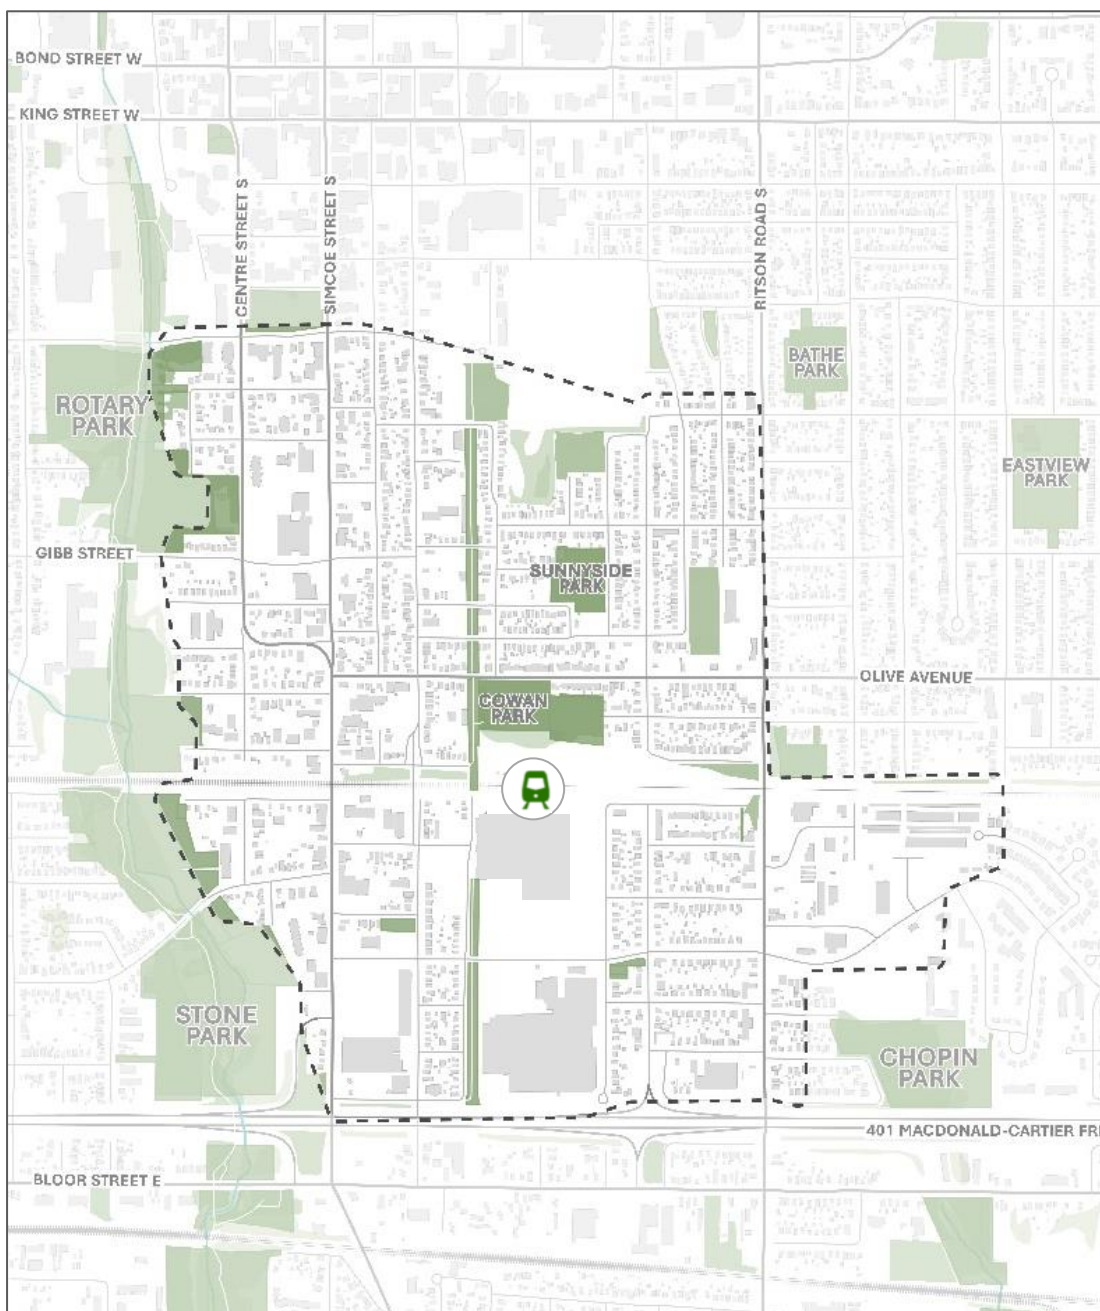 BOND STREET W
KING STREET W
CENTRE STREET S
SIMCOE STREET S
RITSON ROAD S
BATHE
PARK
ROTARY
PARK
EASTVIEW
PARK
GIBB STREET
SUNNYSIDE
PARK
OLIVE AVENUE
COWAN
PARK
STONE
PARK
CHOPIN
PARK
401 MACDONALD-CARTIER FR
BLOOR STREET E